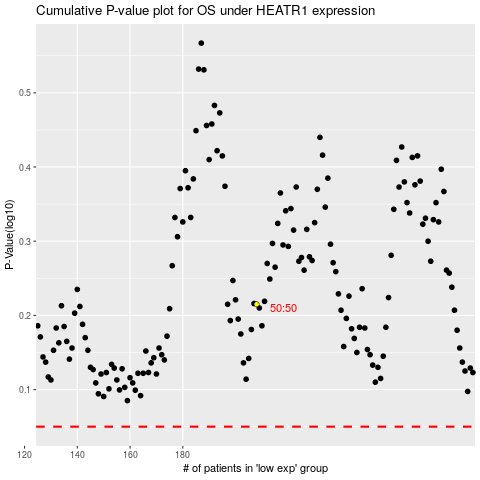 Cumulative P-value plot for OS under HEATR1 expression
P-Value(log10)
0.5
0.4
0.3
0.2
0.1
50:50
120 140 160 180
# of patients in 'low exp' group